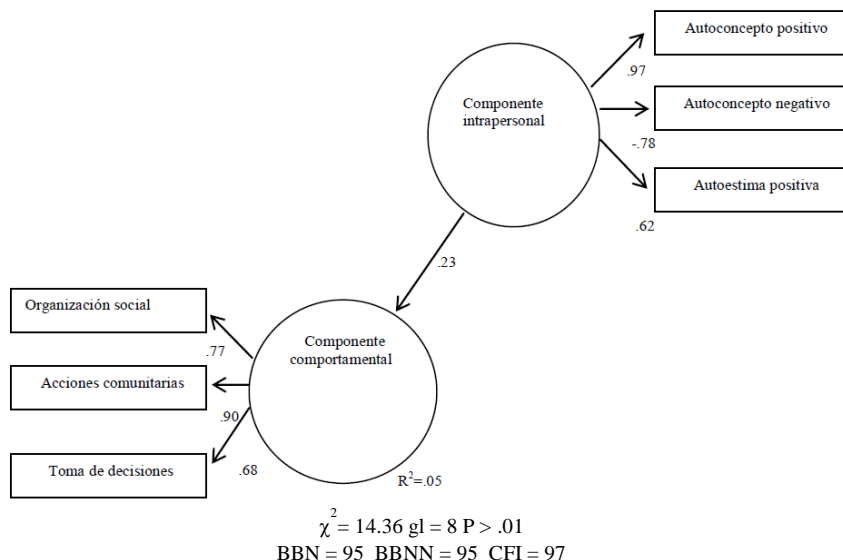 Autoconcepto positivo
.97
Componente
intrapersonal
Autoconcepto negativo
-.78
Autoestima positiva
.62
.23
Organización social
.77
Componente
comportamental
Acciones comunitarias
.90
Toma de decisiones
.68
R²=.05
χ² = 14.36 gl = 8 P > .01
BBN = 95 BBNN = 95 CFI = 97